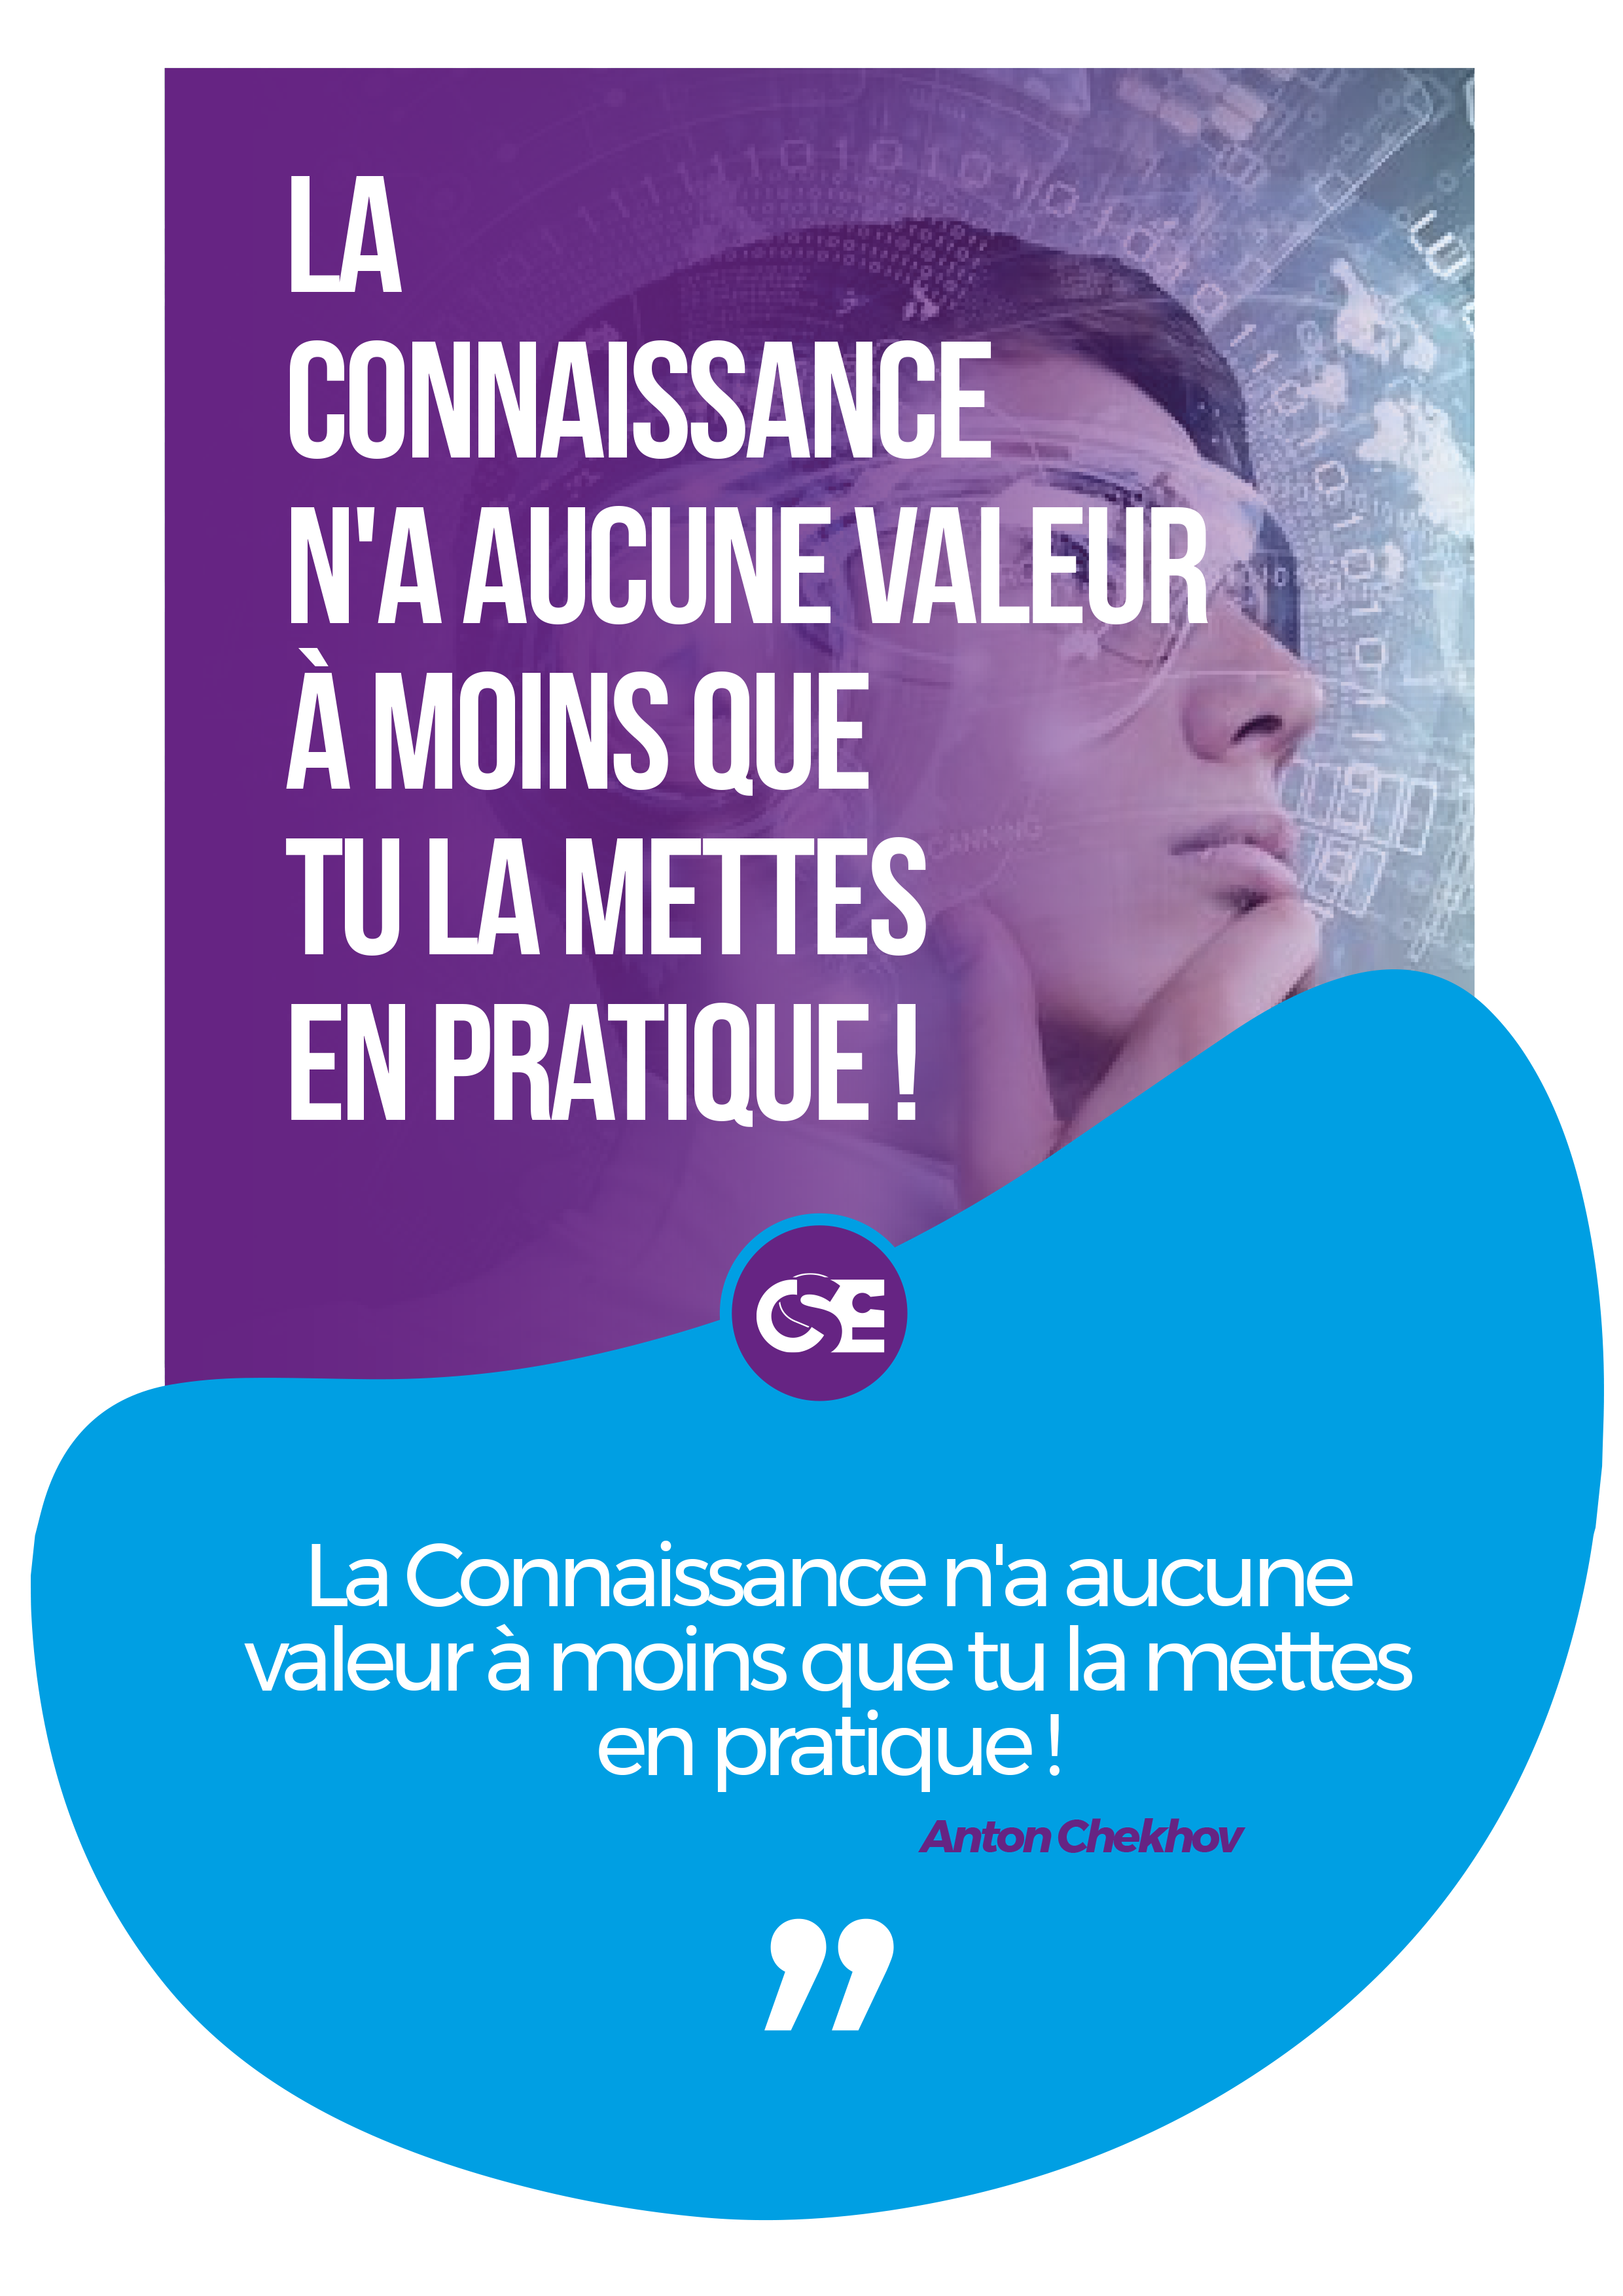 LA
CONNAISSANCE
N'A AUCUNE VALEUR
À MOINS QUE
TU LA METTES
EN PRATIQUE !
CSE
La Connaissance n'a aucune
valeur à moins que tu la mettes
en pratique !
Anton Chekhov
”